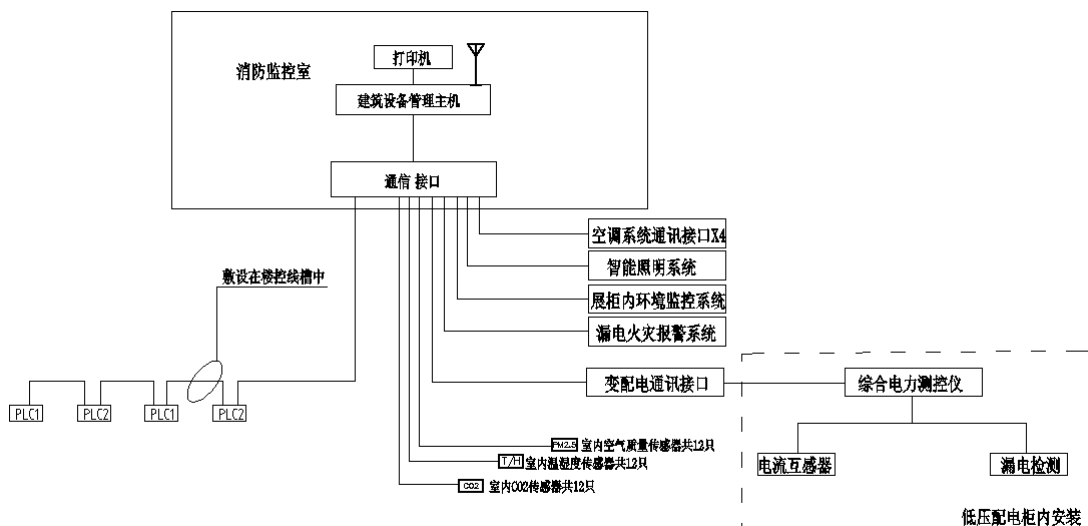 打印机
消防监控室
建筑设备管理主机
通信 接口
空调系统通讯接口X4
智能照明系统
敷设在楼控线槽中
展柜内环境监控系统
漏电火灾报警系统
变配电通讯接口
综合电力测控仪
PLC1
PLC2
PLC1
PLC2
PM2.5 室内空气质量传感器共12只
T/H 室内温湿度传感器共12只
CO2 室内CO2传感器共12只
电流互感器
漏电检测
低压配电柜内安装